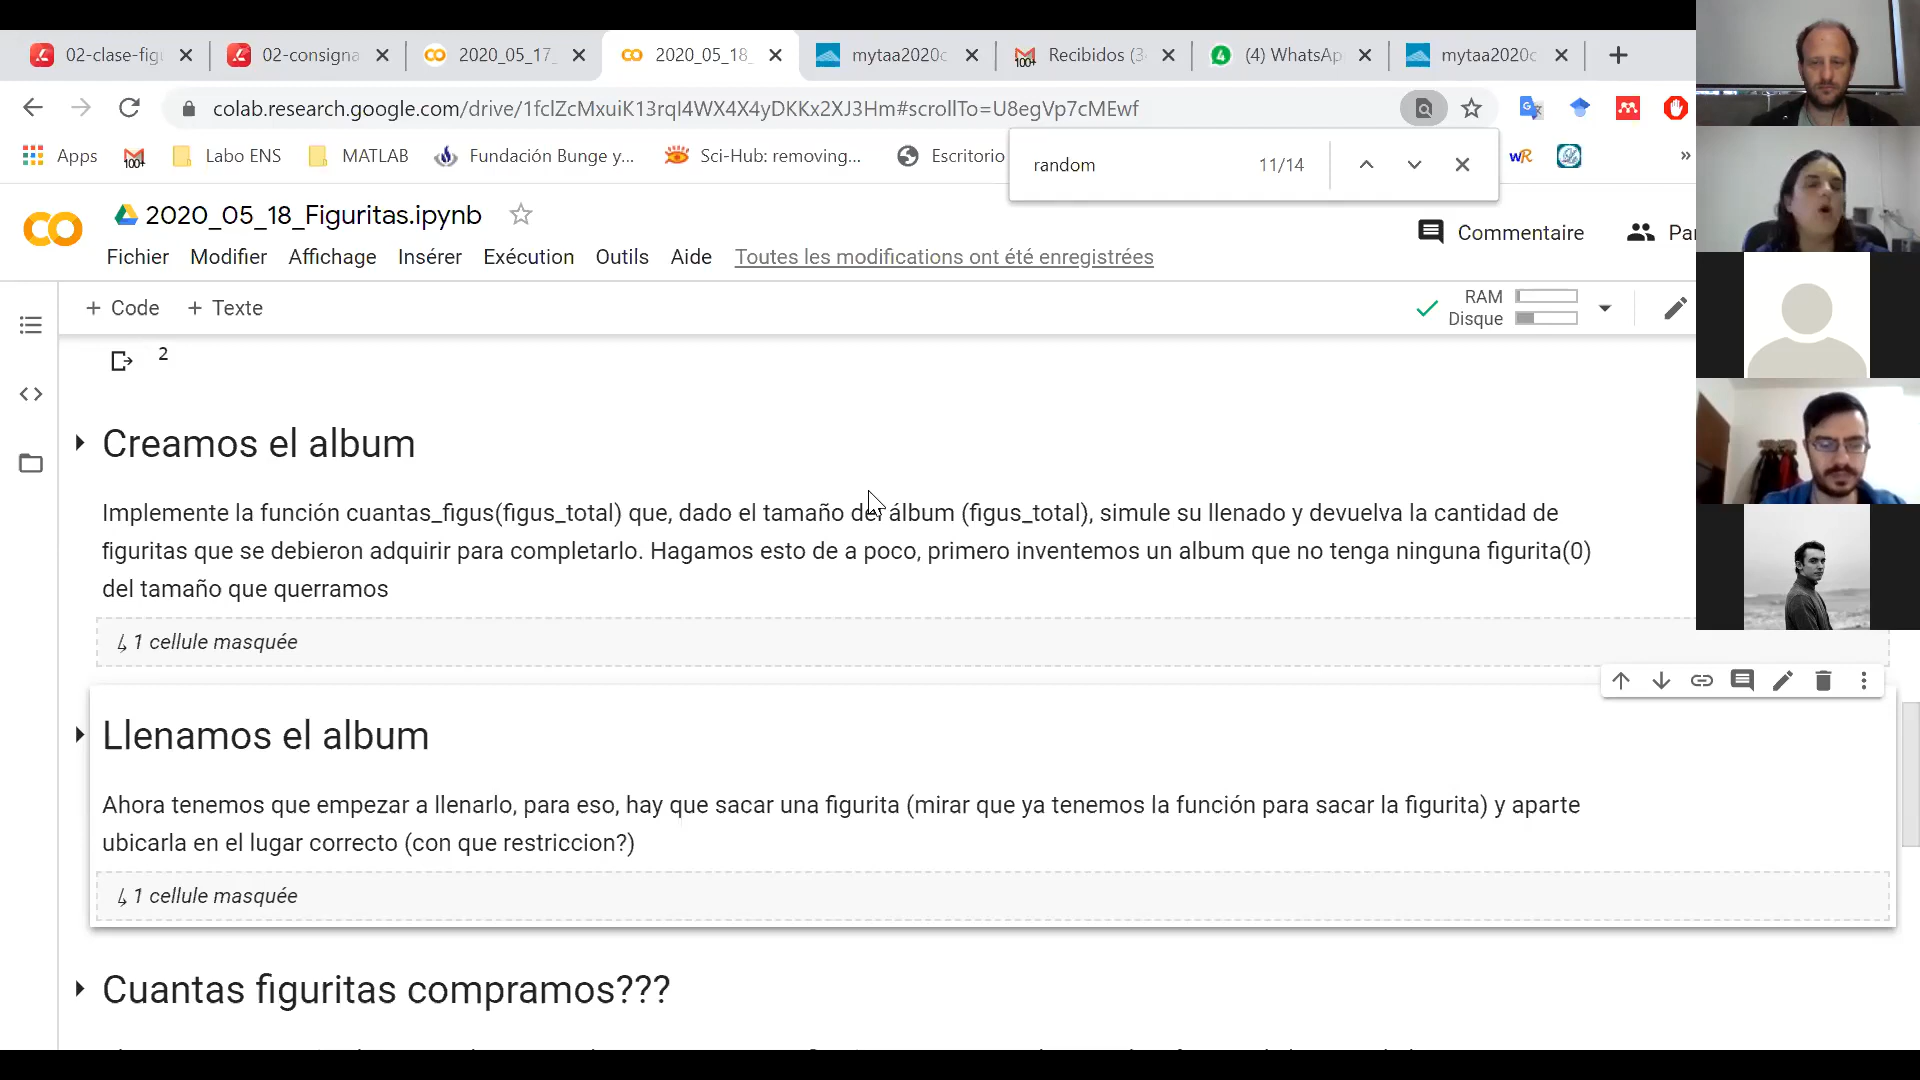 02-clase-fig
02-consigna
2020_05_17_
2020_05_18_
mytaa2020c
Recibidos (3
(4) WhatsAp
mytaa2020c
colab.research.google.com/drive/1fclZcMxuiK13rqI4WX4X4yDKKx2XJ3Hm#scrollTo=U8egVp7cMEwf
Apps
100+
Labo ENS
MATLAB
Fundación Bunge y...
Sci-Hub: removing...
Escritorio
random 11/14
wR
»
2020_05_18_Figuritas.ipynb
Commentaire
Par
Fichier Modifier Affichage Insérer Exécution Outils Aide Toutes les modifications ont été enregistrées
+ Code + Texte
RAM
Disque
2
Creamos el album
Implemente la función cuantas_figus(figus_total) que, dado el tamaño del álbum (figus_total), simule su llenado y devuelva la cantidad de
figuritas que se debieron adquirir para completarlo. Hagamos esto de a poco, primero inventemos un album que no tenga ninguna figurita(0)
del tamaño que querramos
1 cellule masquée
Llenamos el album
Ahora tenemos que empezar a llenarlo, para eso, hay que sacar una figurita (mirar que ya tenemos la función para sacar la figurita) y aparte
ubicarla en el lugar correcto (con que restriccion?)
1 cellule masquée
Cuantas figuritas compramos???